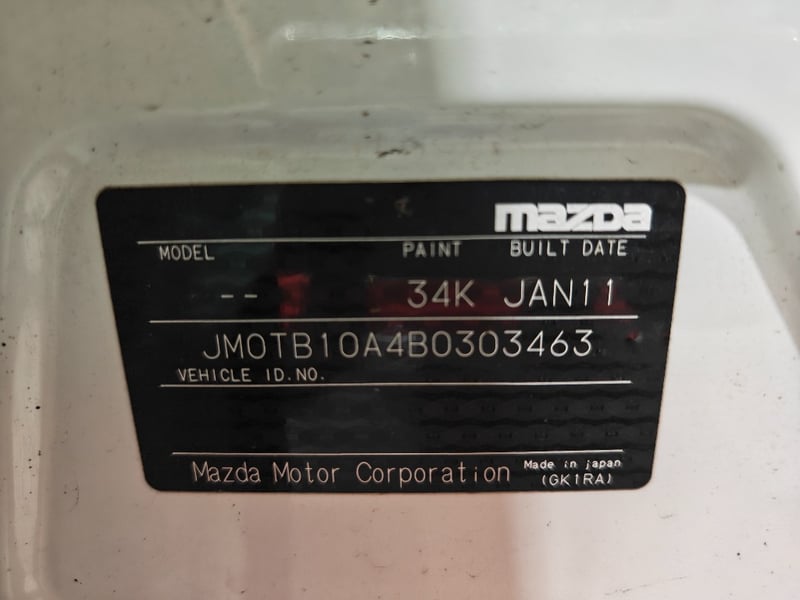 mazda
MODEL PAINT BUILT DATE
-- 34K JAN11
JM0TB10A4B0303463
VEHICLE ID.NO.
Mazda Motor Corporation Made in japan
(GK1RA)